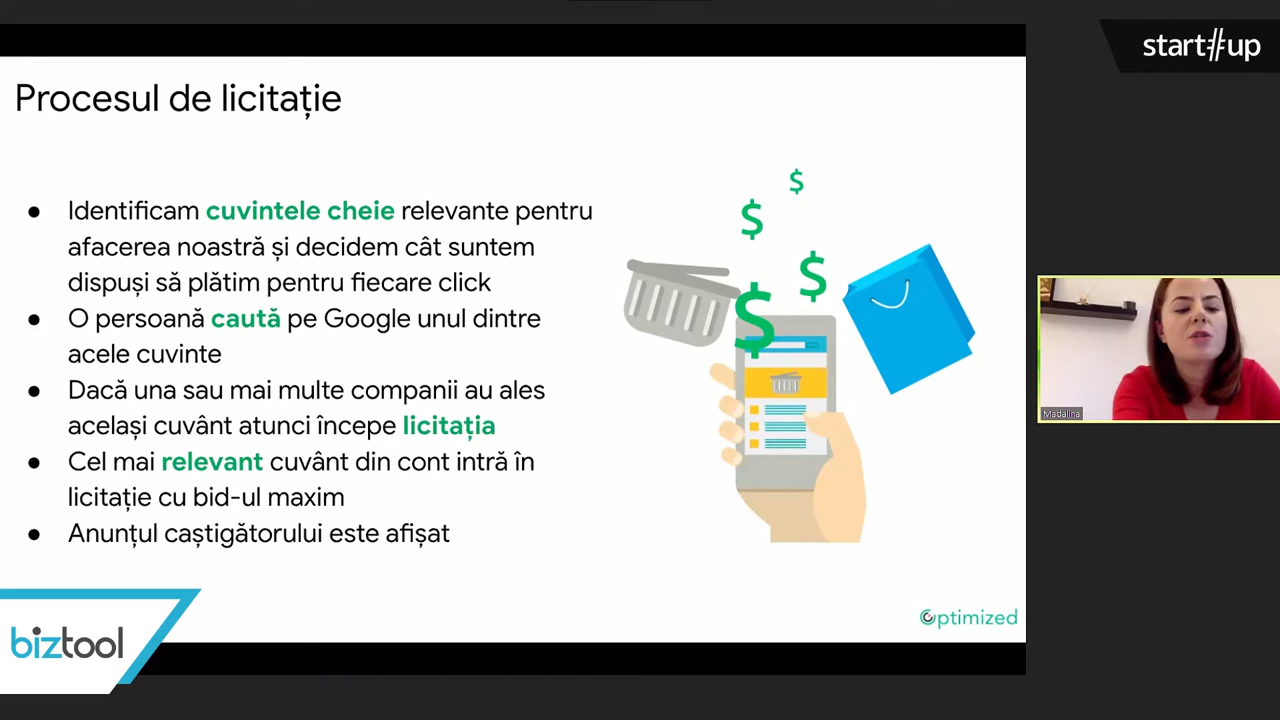 start#up
Procesul de licitație
● Identificam cuvintele cheie relevante pentru
afacerea noastră și decidem cât suntem
dispuși să plătim pentru fiecare click
● O persoană caută pe Google unul dintre
acele cuvinte
● Dacă una sau mai multe companii au ales
același cuvânt atunci începe licitația
● Cel mai relevant cuvânt din cont intră în
licitație cu bid-ul maxim
● Anunțul caștigătorului este afișat
$
$
$
$
Madalina
Optimized
biztool